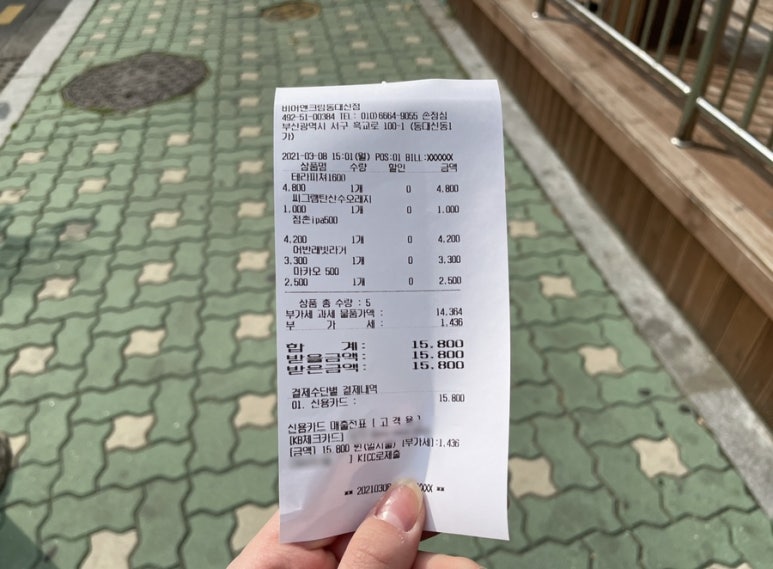 비어앤크림동대신점
492-51-00384 TEL: 010)6664-9055 손정심
부산광역시 서구 흑교로 100-1 (동대신동1
가)
2021-03-08 15:01(월) POS:01 BILL:XXXXXX
상품명 수량 할인 금액
테라피져1600
4.800 1개 0 4.800
씨그램탄산수오래지
1.000 1개 0 1.000
점촌ipa500
4.200 1개 0 4.200
어반래빗라거
3.300 1개 0 3.300
마카오 500
2.500 1개 0 2.500
상품 총 수량 : 5
부가세 과세 물품가액 : 14.364
부 가 세 : 1.436
합 계: 15.800
받을금액: 15.800
받은금액: 15.800
결제수단별 결제내역
01. 신용카드 : 15.800
신용카드 매출전표 [ 고 객 용 ]
[KB체크카드]
[금액] 15.800 원(일시불) [부가세]:1.436
] KICC로제출
** 20210308 XXX **